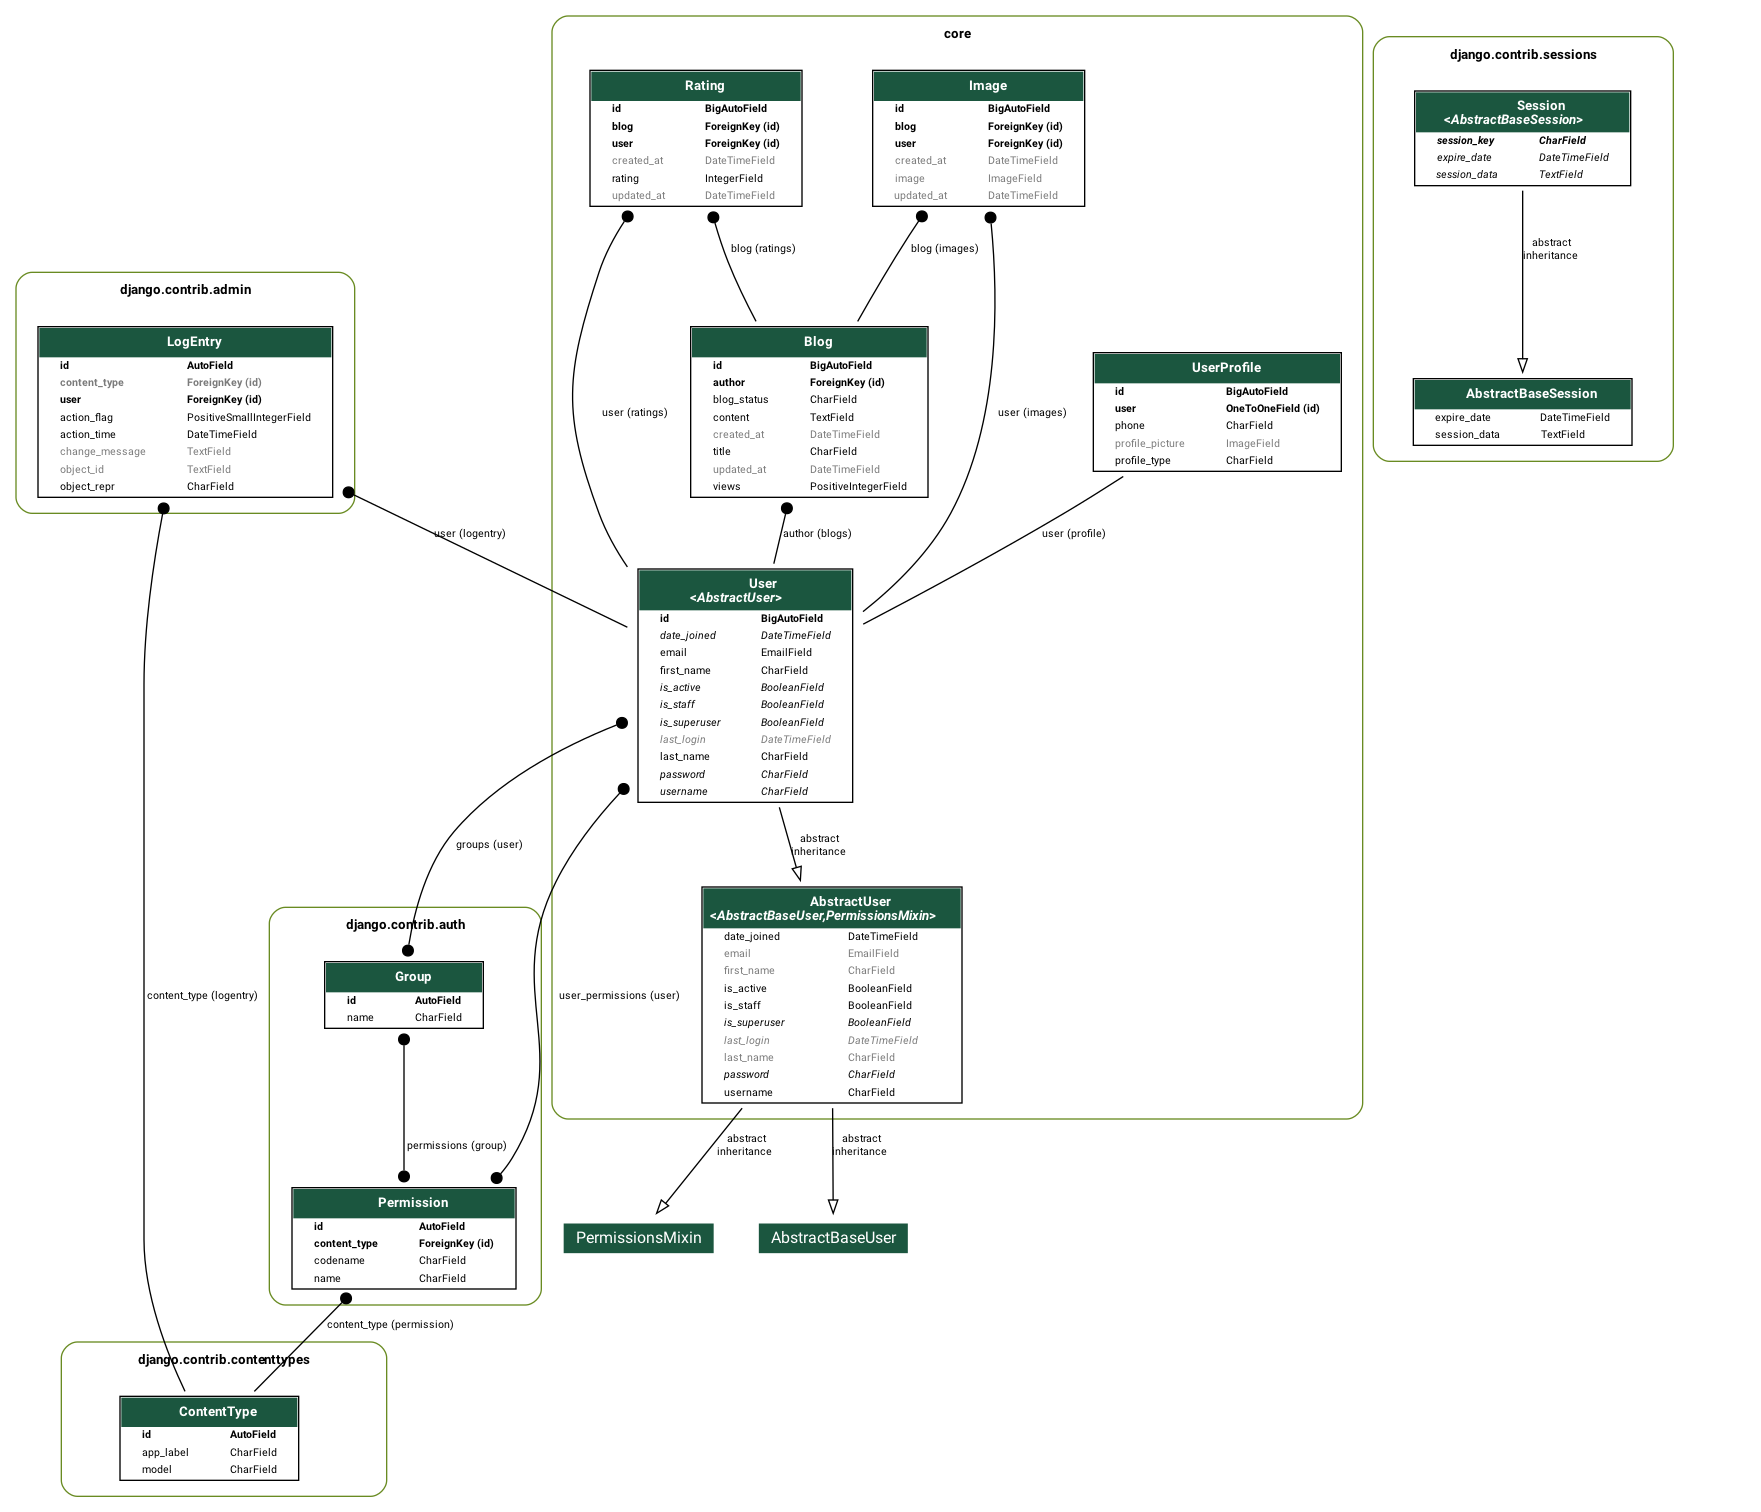 core
Rating
id BigAutoField
blog ForeignKey (id)
user ForeignKey (id)
created_at DateTimeField
rating IntegerField
updated_at DateTimeField
Image
id BigAutoField
blog ForeignKey (id)
user ForeignKey (id)
created_at DateTimeField
image ImageField
updated_at DateTimeField
django.contrib.sessions
Session
<AbstractBaseSession>
session_key CharField
expire_date DateTimeField
session_data TextField
abstract
inheritance
AbstractBaseSession
expire_date DateTimeField
session_data TextField
blog (ratings)
blog (images)
django.contrib.admin
LogEntry
id AutoField
content_type ForeignKey (id)
user ForeignKey (id)
action_flag PositiveSmallIntegerField
action_time DateTimeField
change_message TextField
object_id TextField
object_repr CharField
user (ratings)
Blog
id BigAutoField
author ForeignKey (id)
blog_status CharField
content TextField
created_at DateTimeField
title CharField
updated_at DateTimeField
views PositiveIntegerField
user (images)
UserProfile
id BigAutoField
user OneToOneField (id)
phone CharField
profile_picture ImageField
profile_type CharField
user (logentry)
author (blogs)
user (profile)
User
<AbstractUser>
id BigAutoField
date_joined DateTimeField
email EmailField
first_name CharField
is_active BooleanField
is_staff BooleanField
is_superuser BooleanField
last_login DateTimeField
last_name CharField
password CharField
username CharField
groups (user)
abstract
inheritance
AbstractUser
<AbstractBaseUser,PermissionsMixin>
date_joined DateTimeField
email EmailField
first_name CharField
is_active BooleanField
is_staff BooleanField
is_superuser BooleanField
last_login DateTimeField
last_name CharField
password CharField
username CharField
django.contrib.auth
Group
id AutoField
name CharField
content_type (logentry)
user_permissions (user)
permissions (group)
abstract
inheritance
abstract
inheritance
Permission
id AutoField
content_type ForeignKey (id)
codename CharField
name CharField
PermissionsMixin
AbstractBaseUser
content_type (permission)
django.contrib.contenttypes
ContentType
id AutoField
app_label CharField
model CharField